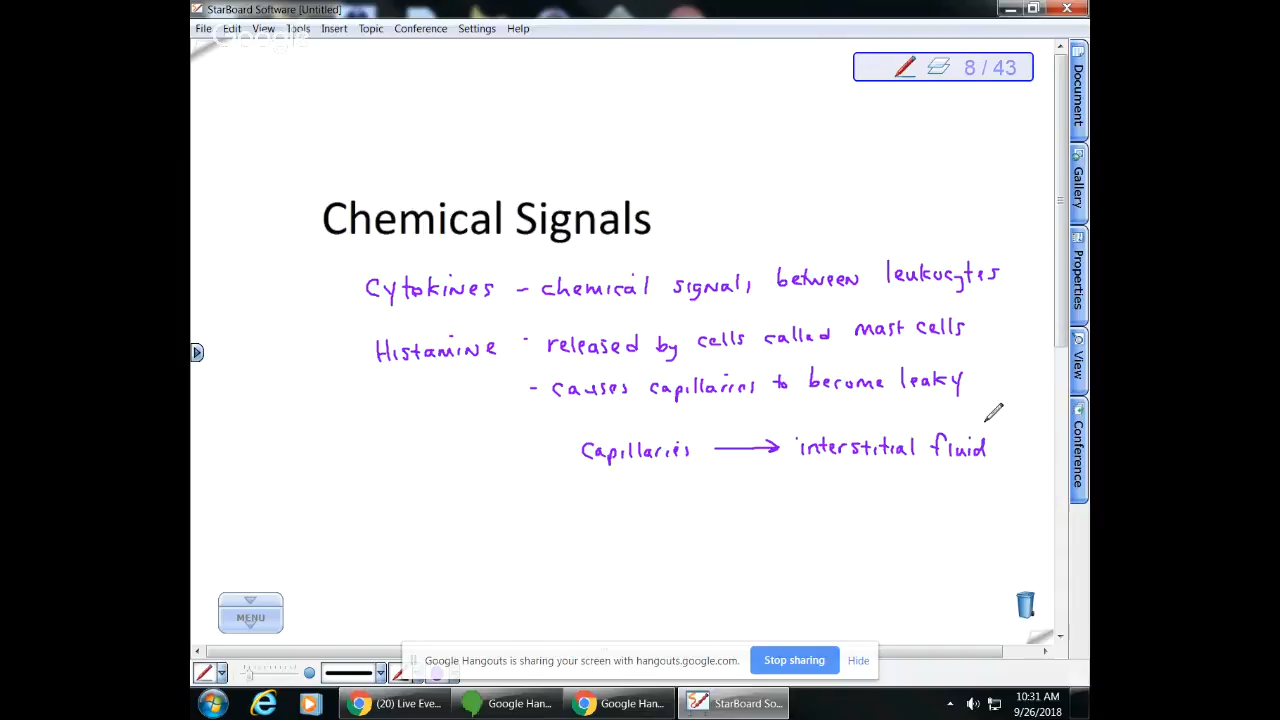 StarBoard Software [Untitled]
File Edit View Tools Insert Topic Conference Settings Help
Google
8 / 43
Document
Gallery
Properties
View
Conference
Chemical Signals
Cytokines - chemical signals between leukocytes
Histamine - released by cells called mast cells
- causes capillaries to become leaky
Capillaries → interstitial fluid
MENU
Google Hangouts is sharing your screen with hangouts.google.com. Stop sharing Hide
(20) Live Eve... Google Han... Google Han... StarBoard So...
10:31 AM
9/26/2018